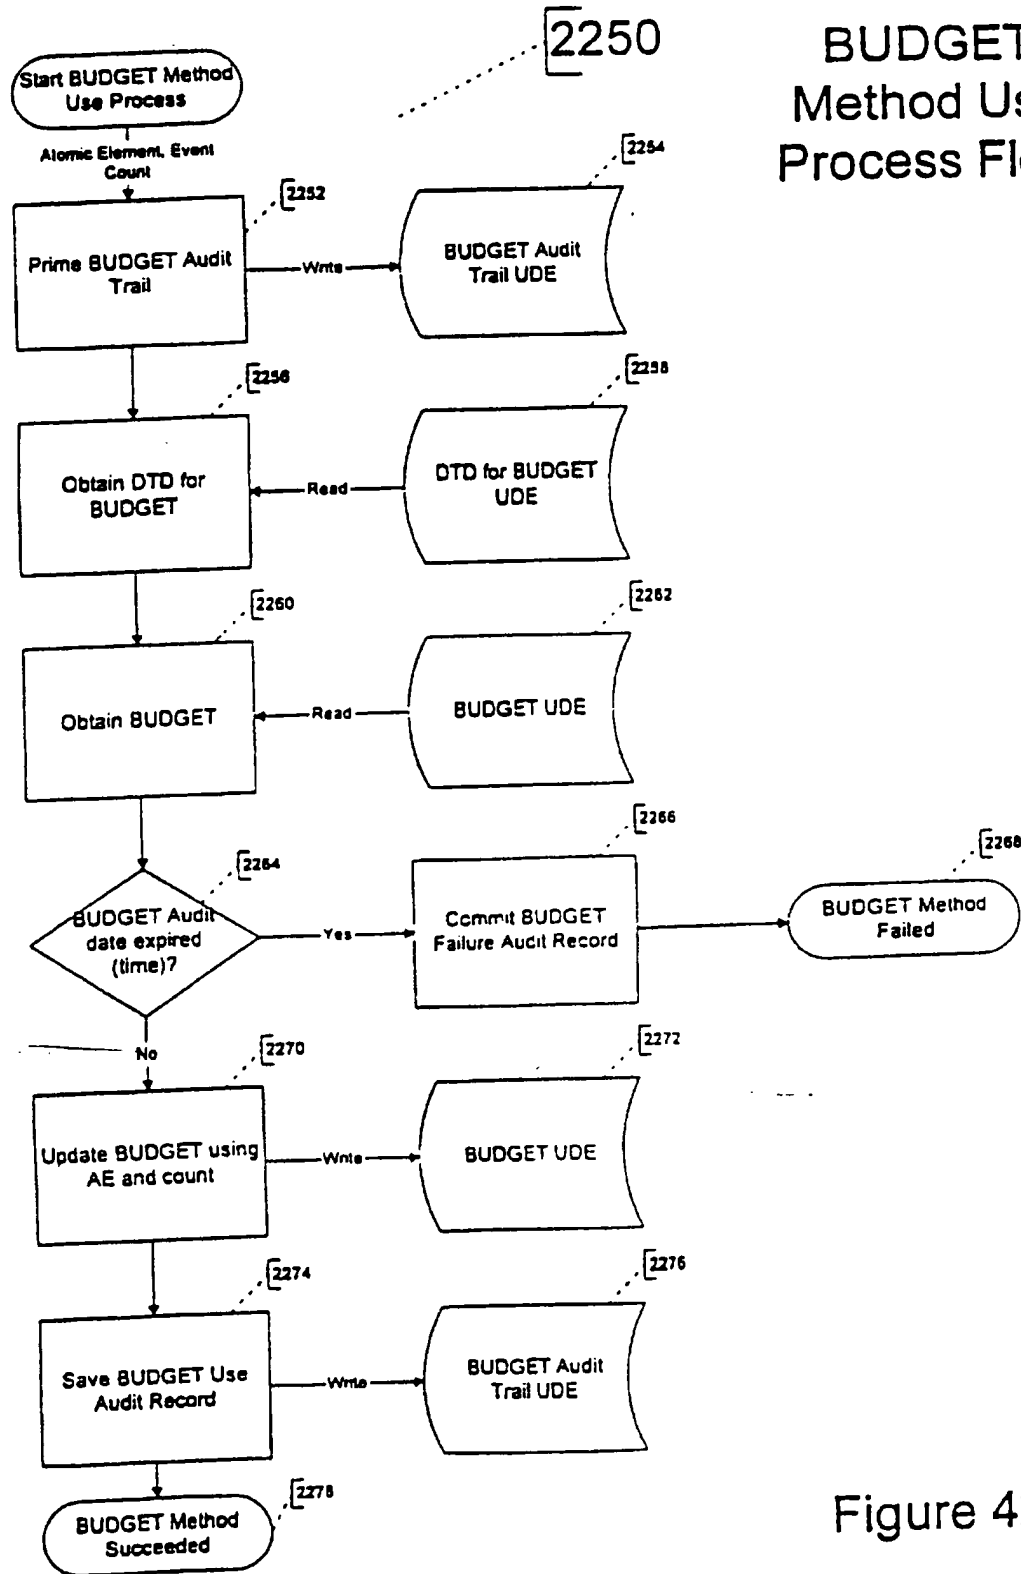 2250
BUDGET
Method Us
Process Flo
Start BUDGET Method
Use Process
Atomic Element, Event
Count
2252
2254
Prime BUDGET Audit
Trail
Write
BUDGET Audit
Trail UDE
2256
2258
Obtain DTD for
BUDGET
Read
DTD for BUDGET
UDE
2260
2262
Obtain BUDGET
Read
BUDGET UDE
2264
2266
2268
BUDGET Audit
date expired
(time)?
Yes
Commit BUDGET
Failure Audit Record
BUDGET Method
Failed
No
2270
2272
Update BUDGET using
AE and count
Write
BUDGET UDE
2274
2276
Save BUDGET Use
Audit Record
Write
BUDGET Audit
Trail UDE
2278
BUDGET Method
Succeeded
Figure 4